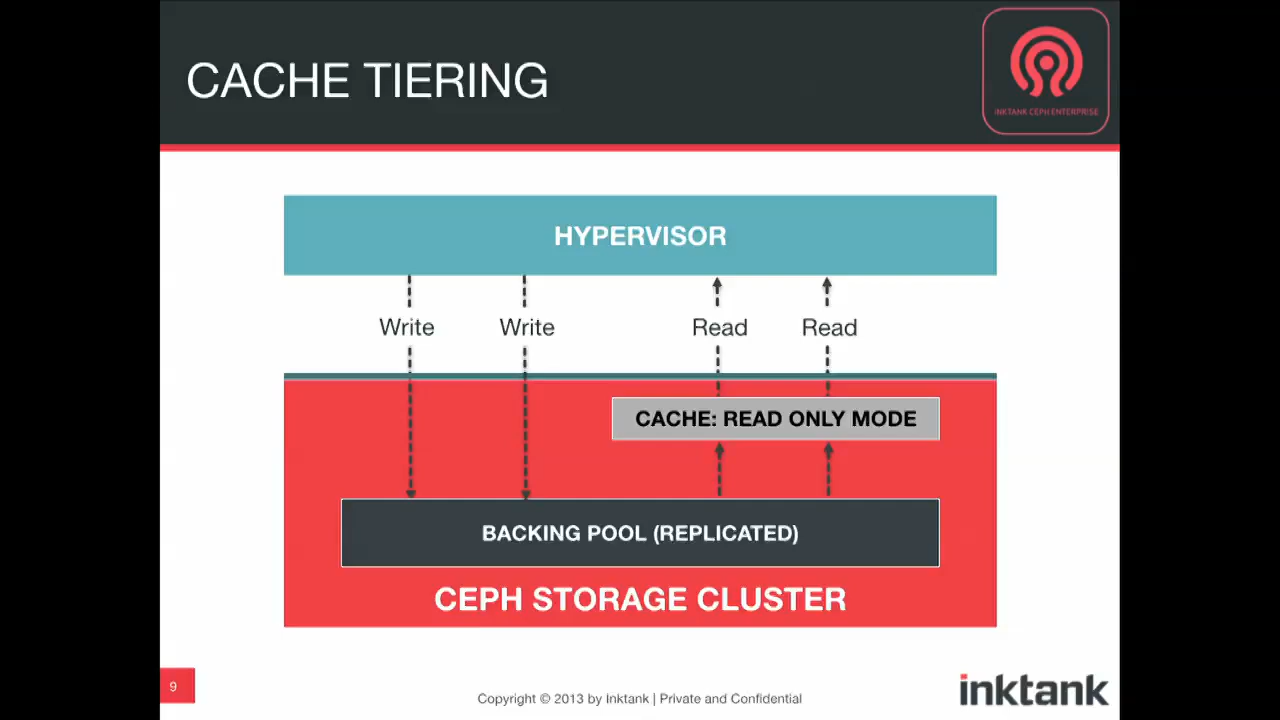 CACHE TIERING
INKTANK CEPH ENTERPRISE
HYPERVISOR
Write Write Read Read
CACHE: READ ONLY MODE
BACKING POOL (REPLICATED)
CEPH STORAGE CLUSTER
9
Copyright © 2013 by Inktank | Private and Confidential
inktank